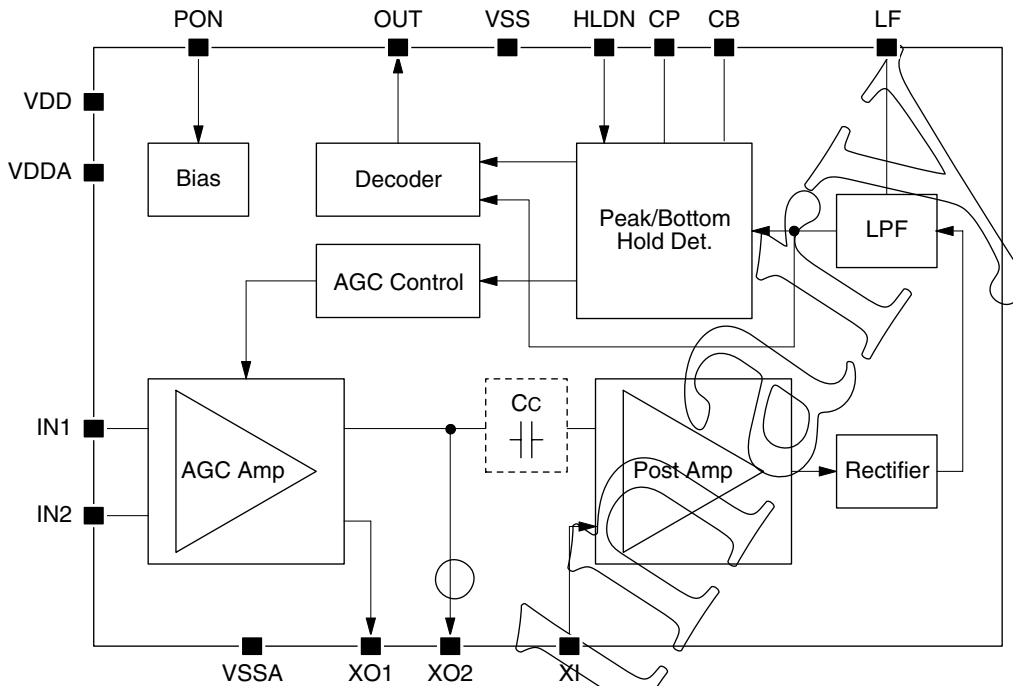 PON OUT VSS HLDN CP CB LF
VDD
VDDA
Bias
Decoder
Peak/Bottom
Hold Det.
LPF
AGC Control
Cc
IN1
AGC Amp
Post Amp
Rectifier
IN2
VSSA XO1 XO2 XI